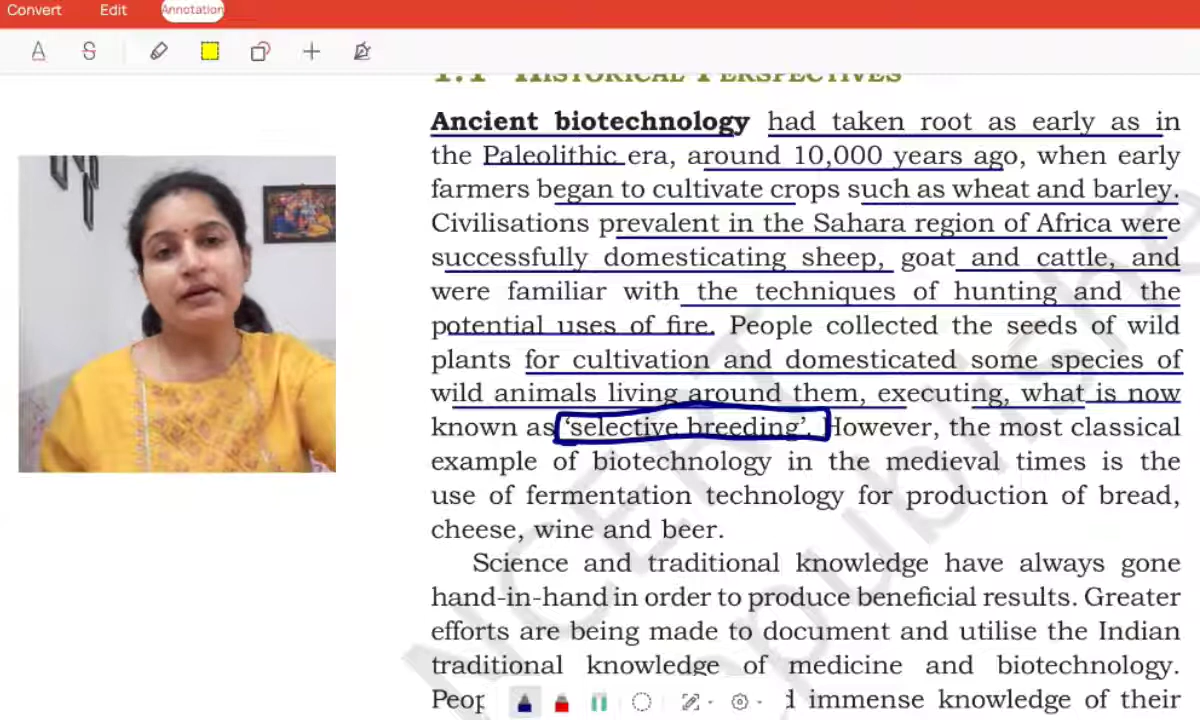 Convert Edit Annotation
1.1 HISTORICAL PERSPECTIVES
Ancient biotechnology had taken root as early as in
the Paleolithic era, around 10,000 years ago, when early
farmers began to cultivate crops such as wheat and barley.
Civilisations prevalent in the Sahara region of Africa were
successfully domesticating sheep, goat and cattle, and
were familiar with the techniques of hunting and the
potential uses of fire. People collected the seeds of wild
plants for cultivation and domesticated some species of
wild animals living around them, executing, what is now
known as ‘selective breeding’. However, the most classical
example of biotechnology in the medieval times is the
use of fermentation technology for production of bread,
cheese, wine and beer.
Science and traditional knowledge have always gone
hand-in-hand in order to produce beneficial results. Greater
efforts are being made to document and utilise the Indian
traditional knowledge of medicine and biotechnology.
immense knowledge of their
NCERT